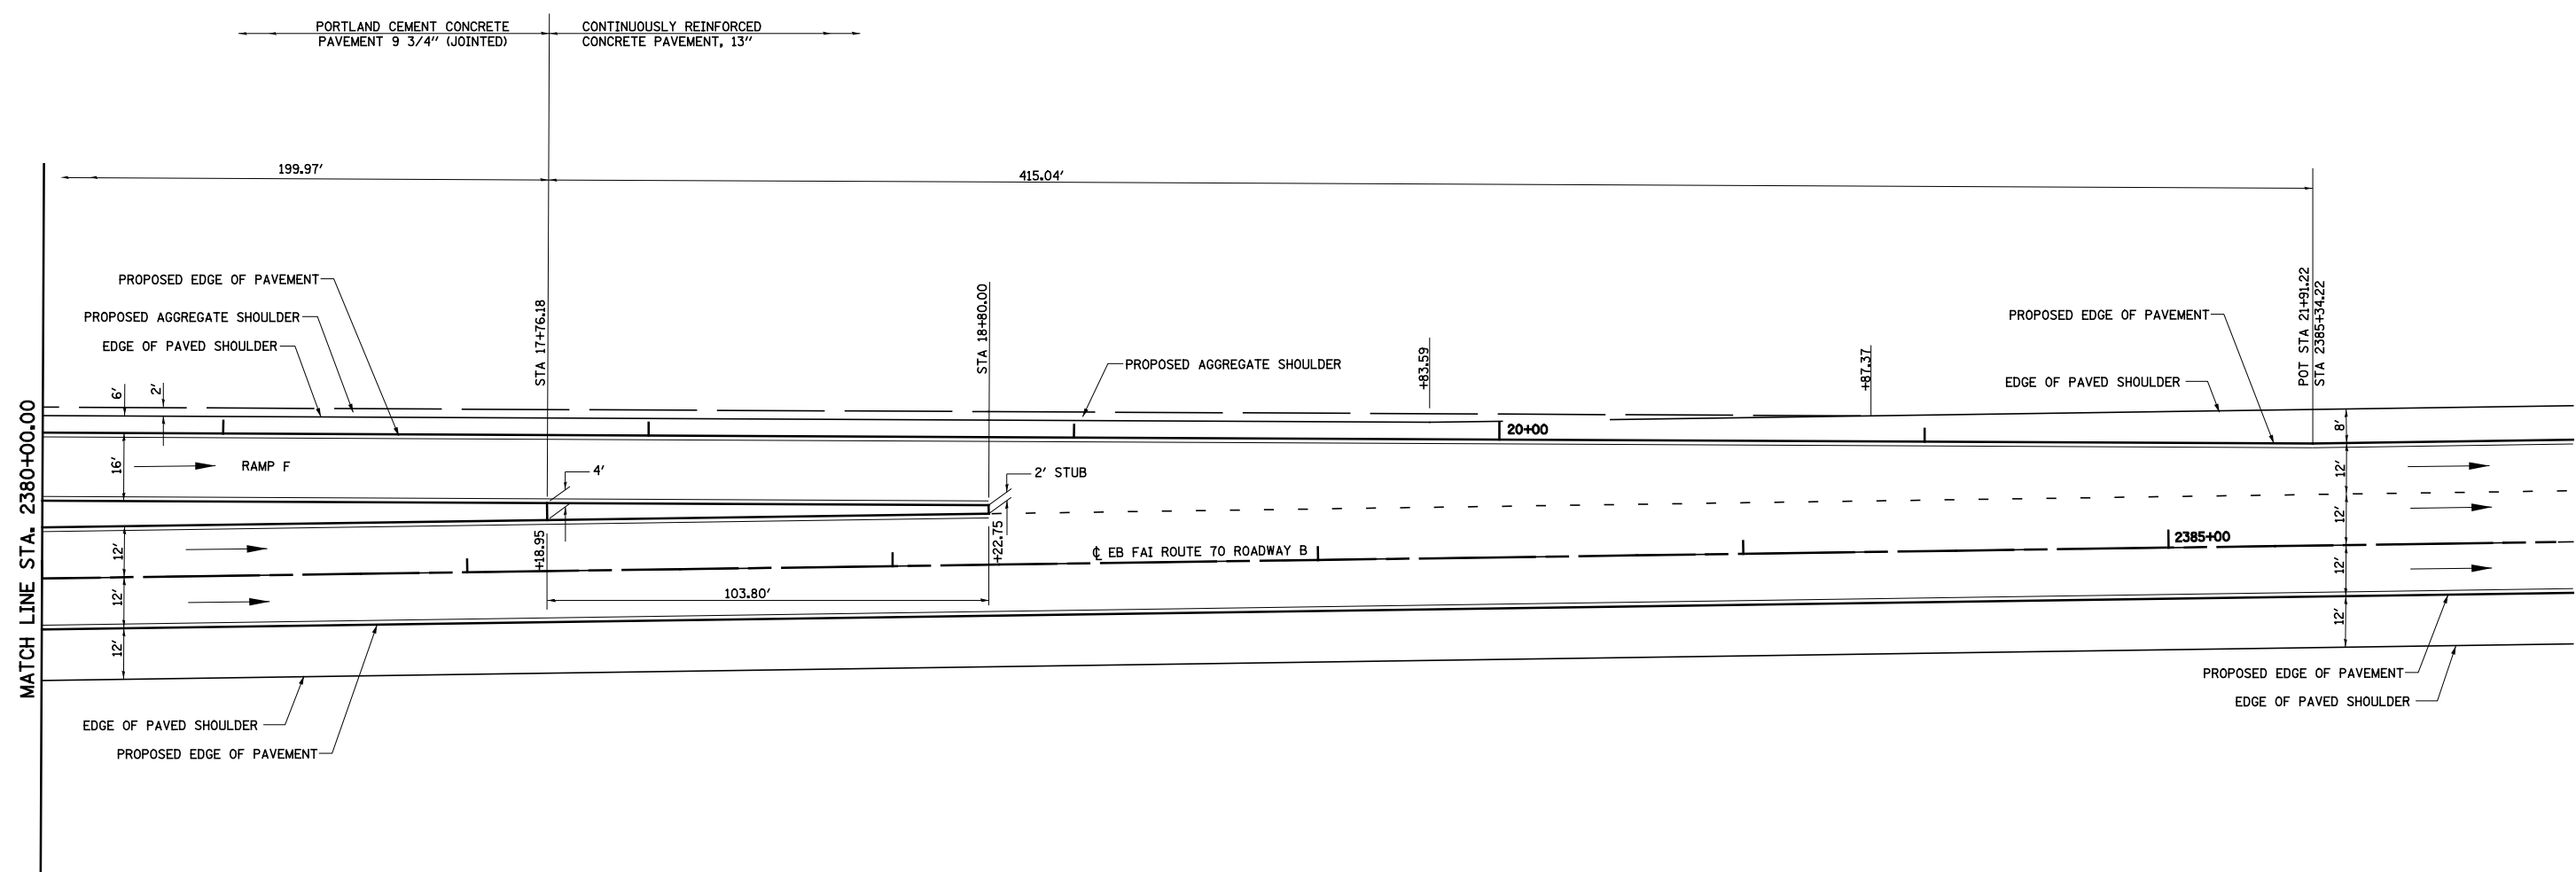 PORTLAND CEMENT CONCRETE
PAVEMENT 9 3/4" (JOINTED)
CONTINUOUSLY REINFORCED
CONCRETE PAVEMENT, 13"
199.97'
415.04'
MATCH LINE STA. 2380+00.00
PROPOSED EDGE OF PAVEMENT
PROPOSED AGGREGATE SHOULDER
EDGE OF PAVED SHOULDER
STA 17+76.18
STA 18+80.00
PROPOSED AGGREGATE SHOULDER
+83.59
+87.37
PROPOSED EDGE OF PAVEMENT
EDGE OF PAVED SHOULDER
POT STA 21+91.22
STA 2385+34.22
6'
2'
20+00
8'
16'
RAMP F
4'
2' STUB
12'
12'
12'
+18.95
+22.75
℄ EB FAI ROUTE 70 ROADWAY B
2385+00
12'
12'
103.80'
12'
12'
EDGE OF PAVED SHOULDER
PROPOSED EDGE OF PAVEMENT
PROPOSED EDGE OF PAVEMENT
EDGE OF PAVED SHOULDER